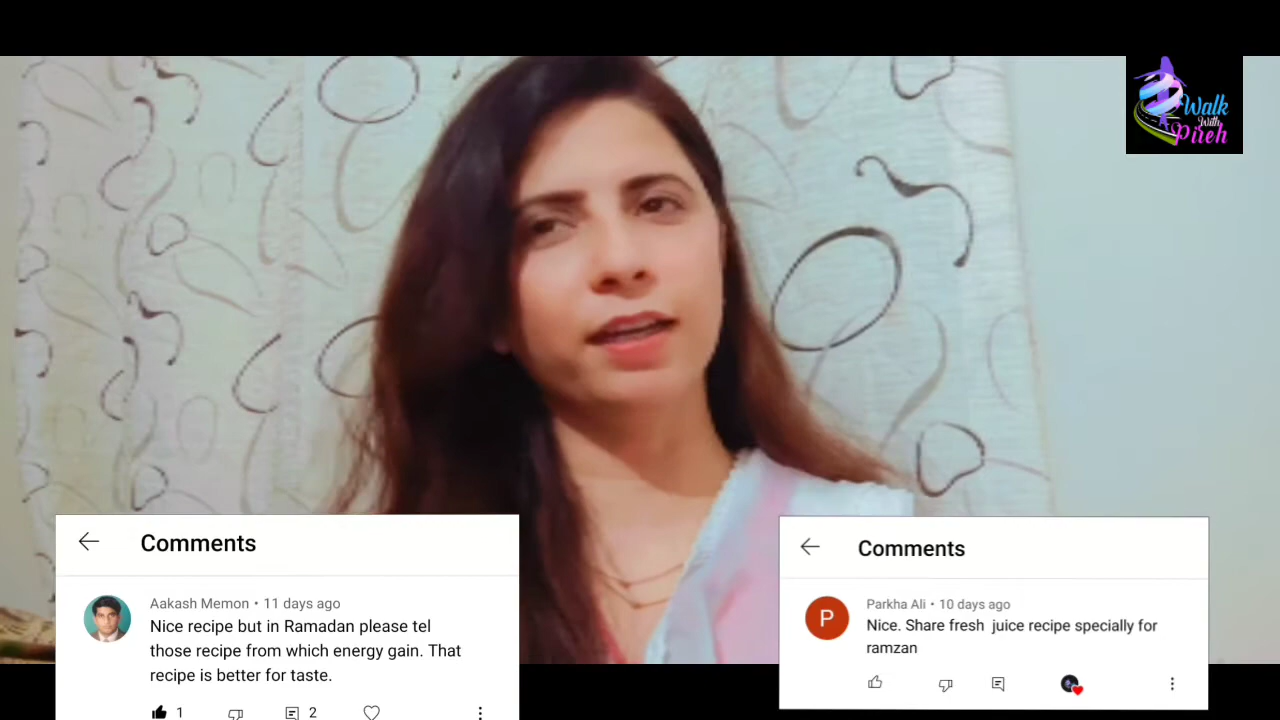 Walk
With
Pireh
Comments
Aakash Memon • 11 days ago
Nice recipe but in Ramadan please tel
those recipe from which energy gain. That
recipe is better for taste.
1
2
Comments
P
Parkha Ali • 10 days ago
Nice. Share fresh juice recipe specially for
ramzan